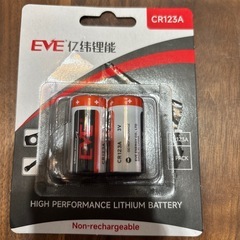 CR123A
EVE 亿纬锂能
CR123A
3V
HIGH PERFORMANCE LITHIUM BATTERY
Non-rechargeable